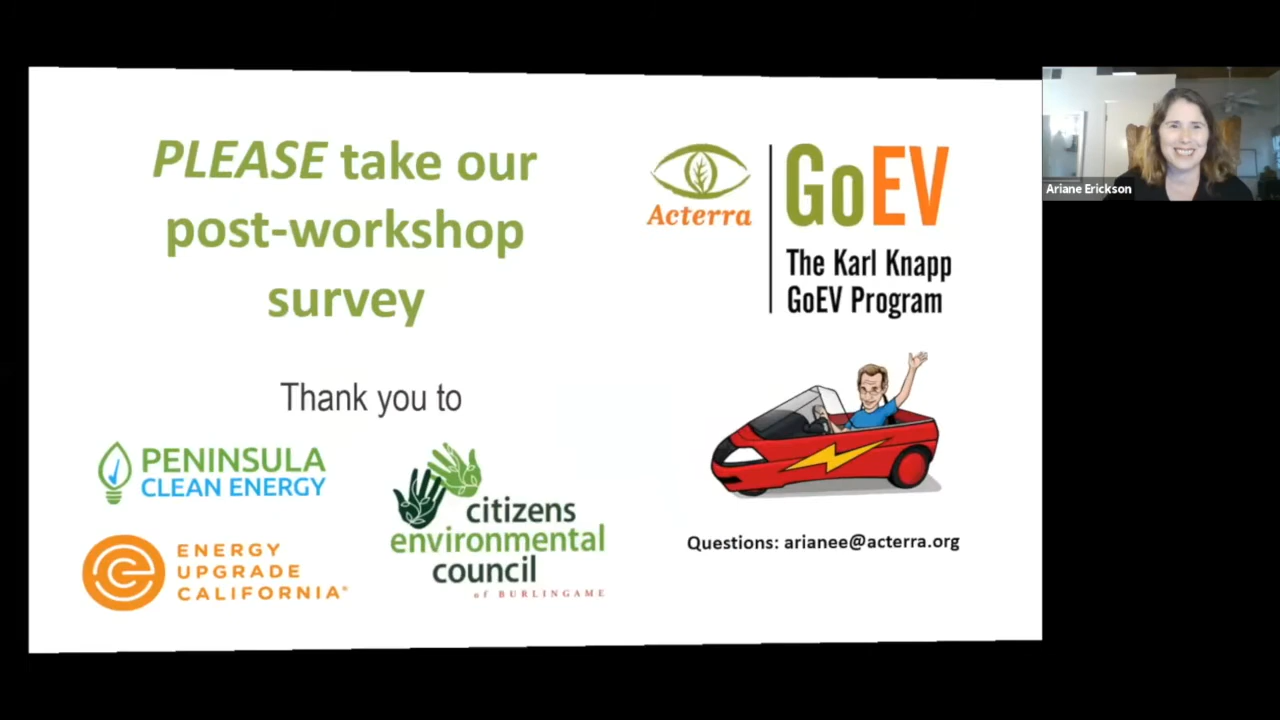 PLEASE take our
post-workshop
survey
Thank you to
PENINSULA
CLEAN ENERGY
ENERGY
UPGRADE
CALIFORNIA®
citizens
environmental
council
of BURLINGAME
Acterra
GoEV
The Karl Knapp
GoEV Program
Questions: arianee@acterra.org
Ariane Erickson